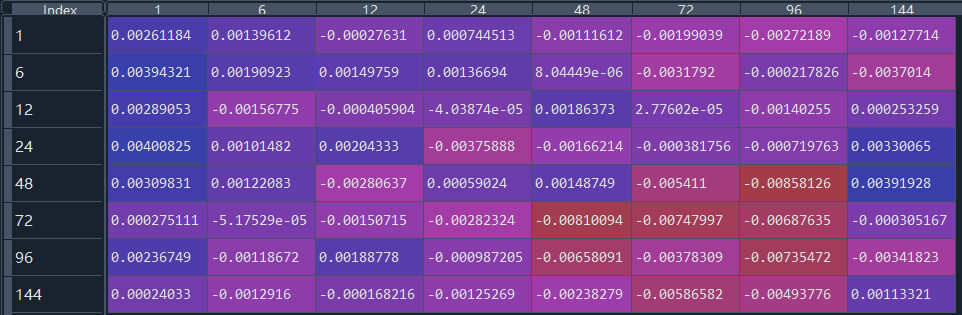 Index 1 6 12 24 48 72 96 144
1 0.00261184 0.00139612 -0.00027631 0.000744513 -0.00111612 -0.00199039 -0.00272189 -0.00127714
6 0.00394321 0.00190923 0.00149759 0.00136694 8.04449e-06 -0.0031792 -0.000217826 -0.0037014
12 0.00289053 -0.00156775 -0.000405904 -4.03874e-05 0.00186373 2.77602e-05 -0.00140255 0.000253259
24 0.00400825 0.00101482 0.00204333 -0.00375888 -0.00166214 -0.000381756 -0.000719763 0.00330065
48 0.00309831 0.00122083 -0.00280637 0.00059024 0.00148749 -0.005411 -0.00858126 0.00391928
72 0.000275111 -5.17529e-05 -0.00150715 -0.00282324 -0.00810094 -0.00747997 -0.00687635 -0.000305167
96 0.00236749 -0.00118672 0.00188778 -0.000987205 -0.00658091 -0.00378309 -0.00735472 -0.00341823
144 0.00024033 -0.0012916 -0.000168216 -0.00125269 -0.00238279 -0.00586582 -0.00493776 0.00113321